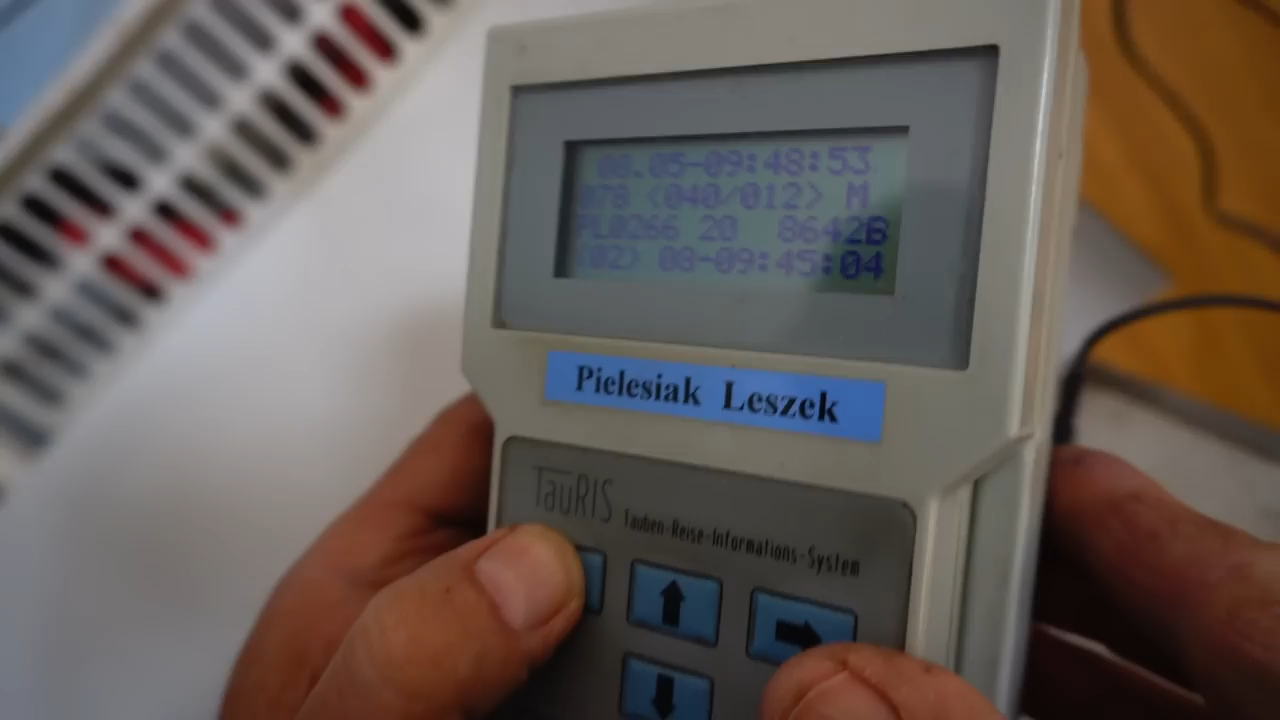 08.05-09:48:53
078 <040/012> M
PL0266 20 8642B
<02> 08-09:45:04
Pielesiak Leszek
TauRIS Tauben-Reise-Informations-System